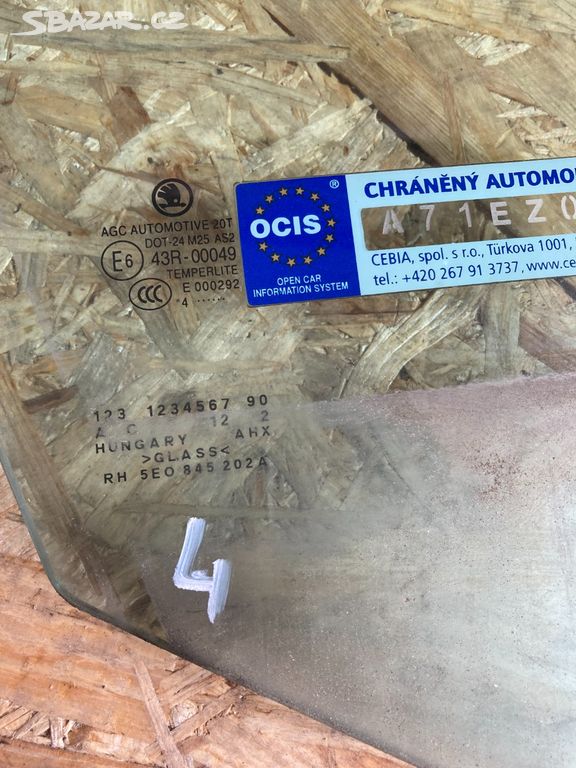 SBAZAR.CZ
AGC AUTOMOTIVE 20T
DOT-24 M25 AS2
E6 43R-00049
TEMPERLITE
CCC E 000292
4 .......
OCIS
®
OPEN CAR
INFORMATION SYSTEM
CHRÁNĚNÝ AUTOMO
A71EZ0
CEBIA, spol. s r.o., Türkova 1001,
tel.: +420 267 91 3737, www.ce
123 1234567 90
A C 12 2
HUNGARY AHX
>GLASS<
RH 5E0 845 202A
4